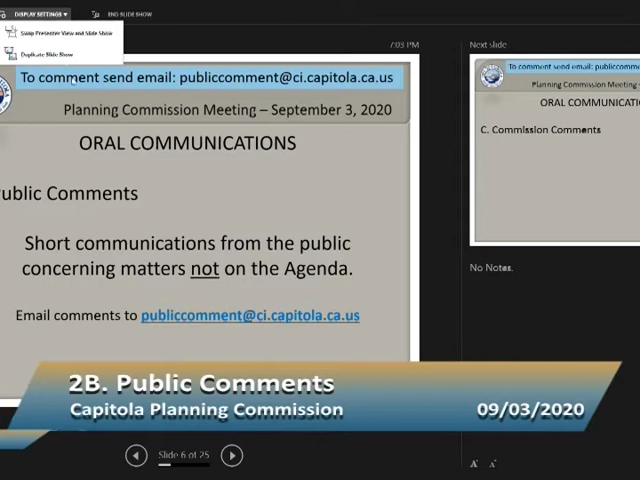 DISPLAY SETTINGS ▼
END SLIDE SHOW
Swap Presenter View and Slide Show
Duplicate Slide Show
7:03 PM
Next slide
To comment send email: publiccomment@ci.capitola.ca.us
Planning Commission Meeting – September 3, 2020
ORAL COMMUNICATIONS
ublic Comments
Short communications from the public
concerning matters not on the Agenda.
Email comments to publiccomment@ci.capitola.ca.us
To comment send email: publiccomme
Planning Commission Meeting –
ORAL COMMUNICATIO
C. Commission Comments
No Notes.
2B. Public Comments
Capitola Planning Commission
09/03/2020
Slide 6 of 25
A A